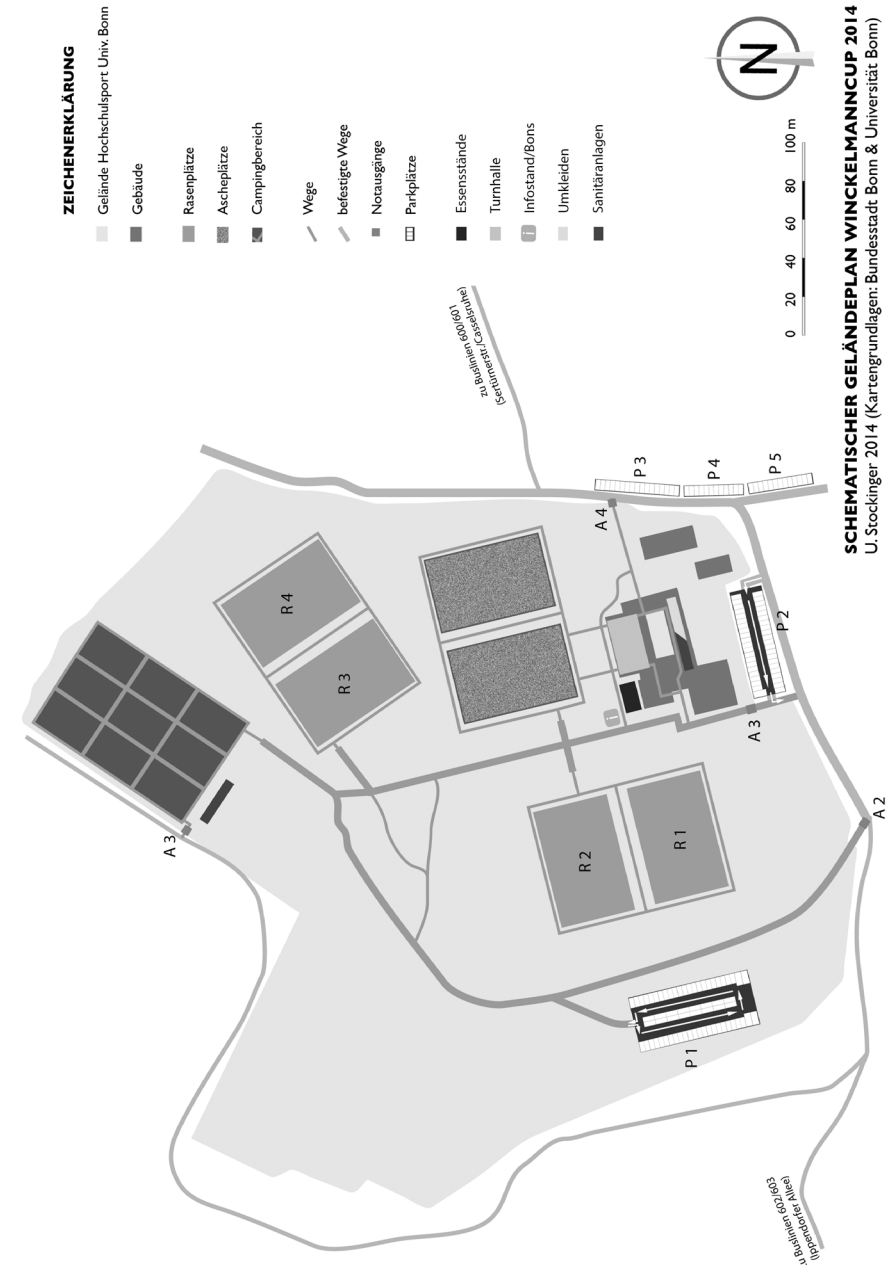 ZEICHENERKLÄRUNG
Gelände Hochschulsport Univ. Bonn
Gebäude
Rasenplätze
Ascheplätze
Campingbereich
Wege
befestigte Wege
Notausgänge
Parkplätze
Essensstände
Turnhalle
i Infostand/Bons
Umkleiden
Sanitäranlagen
N
0 20 40 60 80 100 m
SCHEMATISCHER GELÄNDEPLAN WINCKELMANNCUP 2014
U. Stockinger 2014 (Kartengrundlagen: Bundesstadt Bonn & Universität Bonn)
zu Buslinien 600/601
(Sertürnerstr./Casselsruhe)
A 3
R 4
R 3
A 4
P 3
P 4
P 5
i
R 2
R 1
A 3
P 2
A 2
P 1
zu Buslinien 602/603
(Ippendorfer Allee)